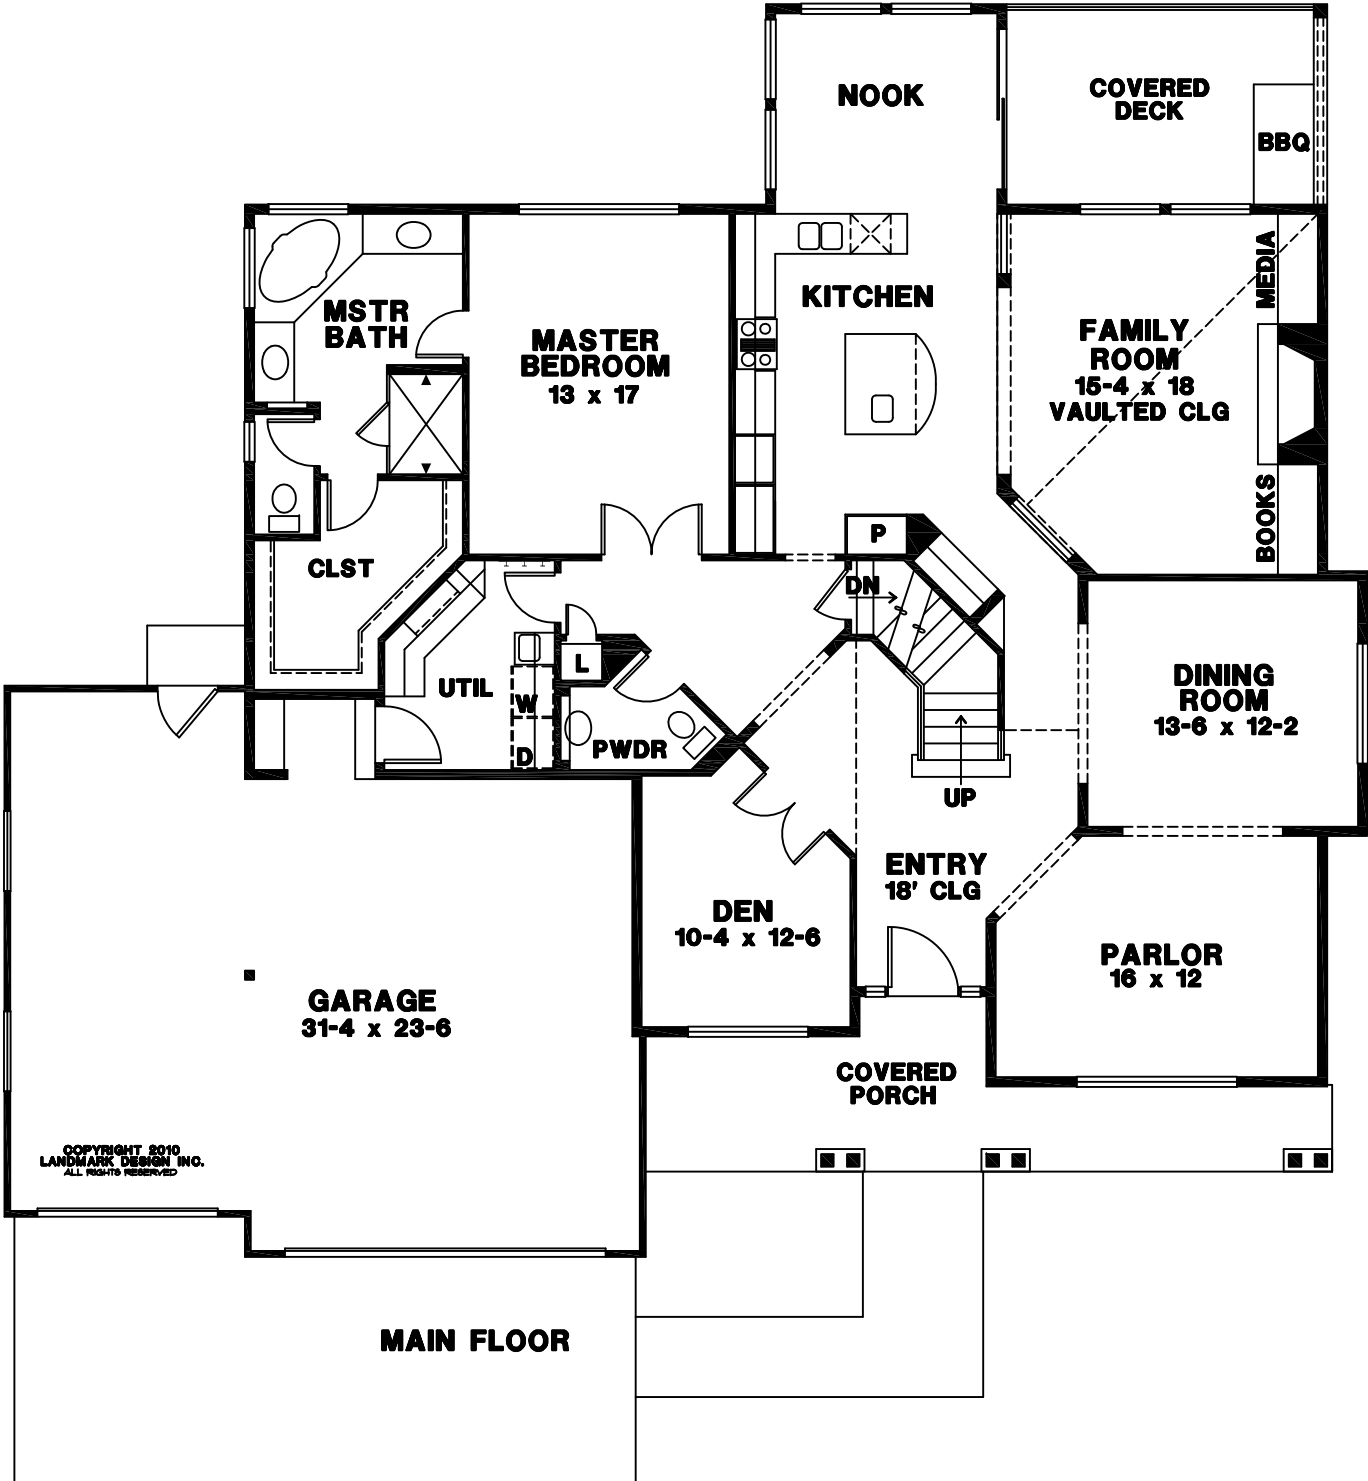 NOOK
COVERED
DECK
BBQ
MSTR
BATH
MASTER
BEDROOM
13 x 17
KITCHEN
MEDIA
FAMILY
ROOM
15-4 x 18
VAULTED CLG
BOOKS
CLST
P
DN
UTIL
L
W
D
PWDR
DINING
ROOM
13-6 x 12-2
UP
ENTRY
18' CLG
DEN
10-4 x 12-6
PARLOR
16 x 12
GARAGE
31-4 x 23-6
COVERED
PORCH
COPYRIGHT 2010
LANDMARK DESIGN INC.
ALL RIGHTS RESERVED
MAIN FLOOR